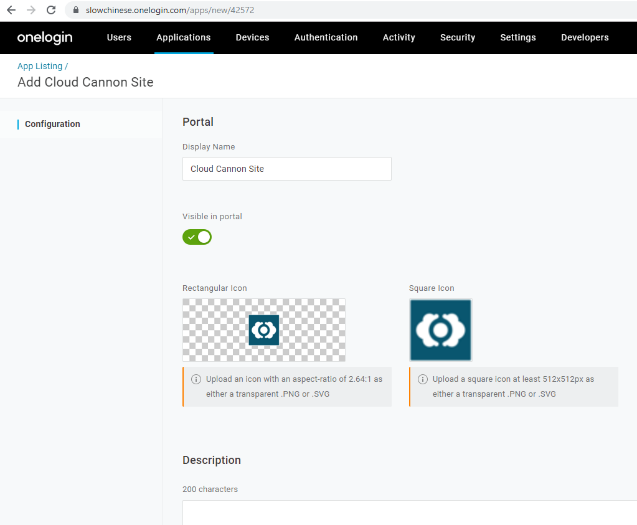 slowchinese.onelogin.com/apps/new/42572
onelogin Users Applications Devices Authentication Activity Security Settings Developers
App Listing /
Add Cloud Cannon Site
Configuration
Portal
Display Name
Cloud Cannon Site
Visible in portal
Rectangular Icon
Upload an icon with an aspect-ratio of 2.64:1 as
either a transparent .PNG or .SVG
Square Icon
Upload a square icon at least 512x512px as
either a transparent .PNG or .SVG
Description
200 characters